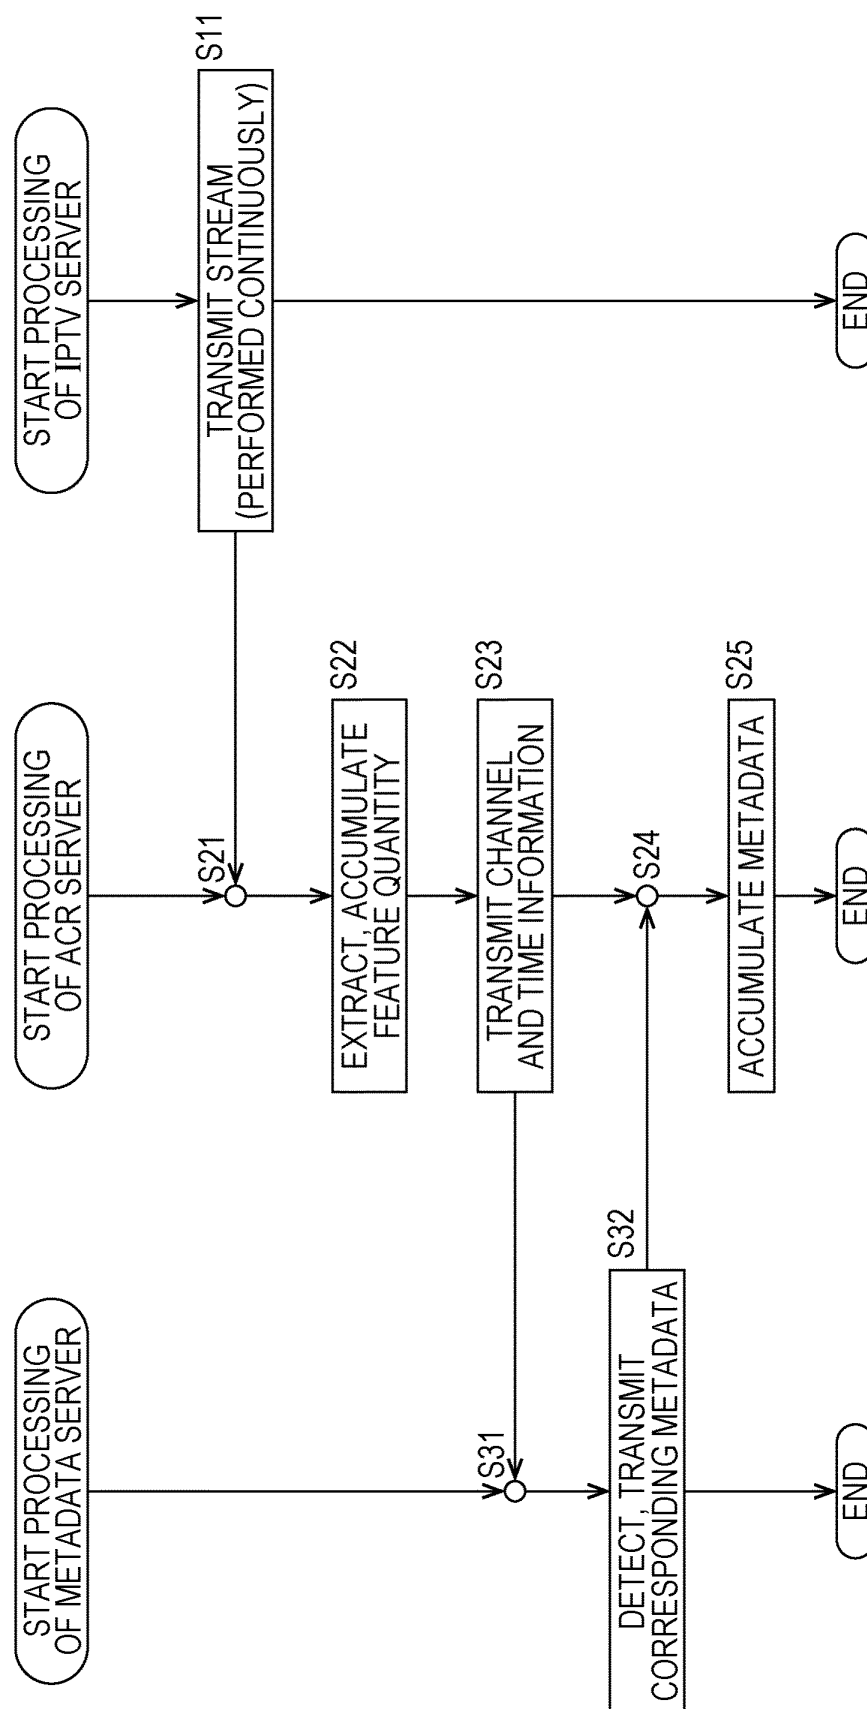 START PROCESSING
OF METADATA SERVER
S31
DETECT, TRANSMIT
CORRESPONDING METADATA
S32
END
START PROCESSING
OF ACR SERVER
S21
EXTRACT, ACCUMULATE
FEATURE QUANTITY
S22
TRANSMIT CHANNEL
AND TIME INFORMATION
S23
S24
ACCUMULATE METADATA
S25
END
START PROCESSING
OF IPTV SERVER
TRANSMIT STREAM
(PERFORMED CONTINUOUSLY)
S11
END